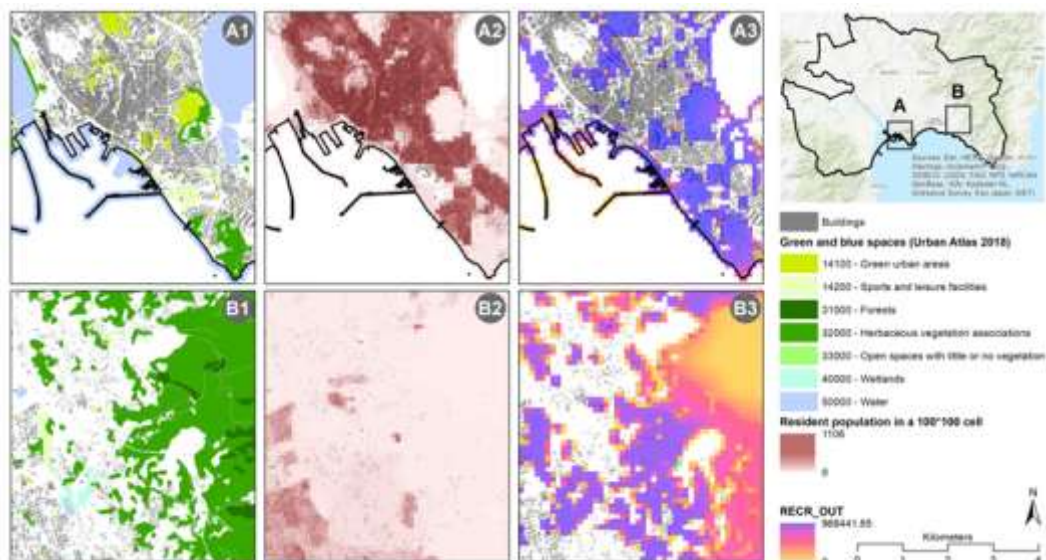 A1
A2
A3
A
B
Buildings
Green and blue spaces (Urban Atlas 2018)
14100 - Green urban areas
14200 - Sports and leisure facilities
31000 - Forests
32000 - Herbaceous vegetation associations
33000 - Open spaces with little or no vegetation
40000 - Wetlands
50000 - Water
Resident population in a 100*100 cell
1106
0
B1
B2
B3
RECR_OUT
N
Kilometers